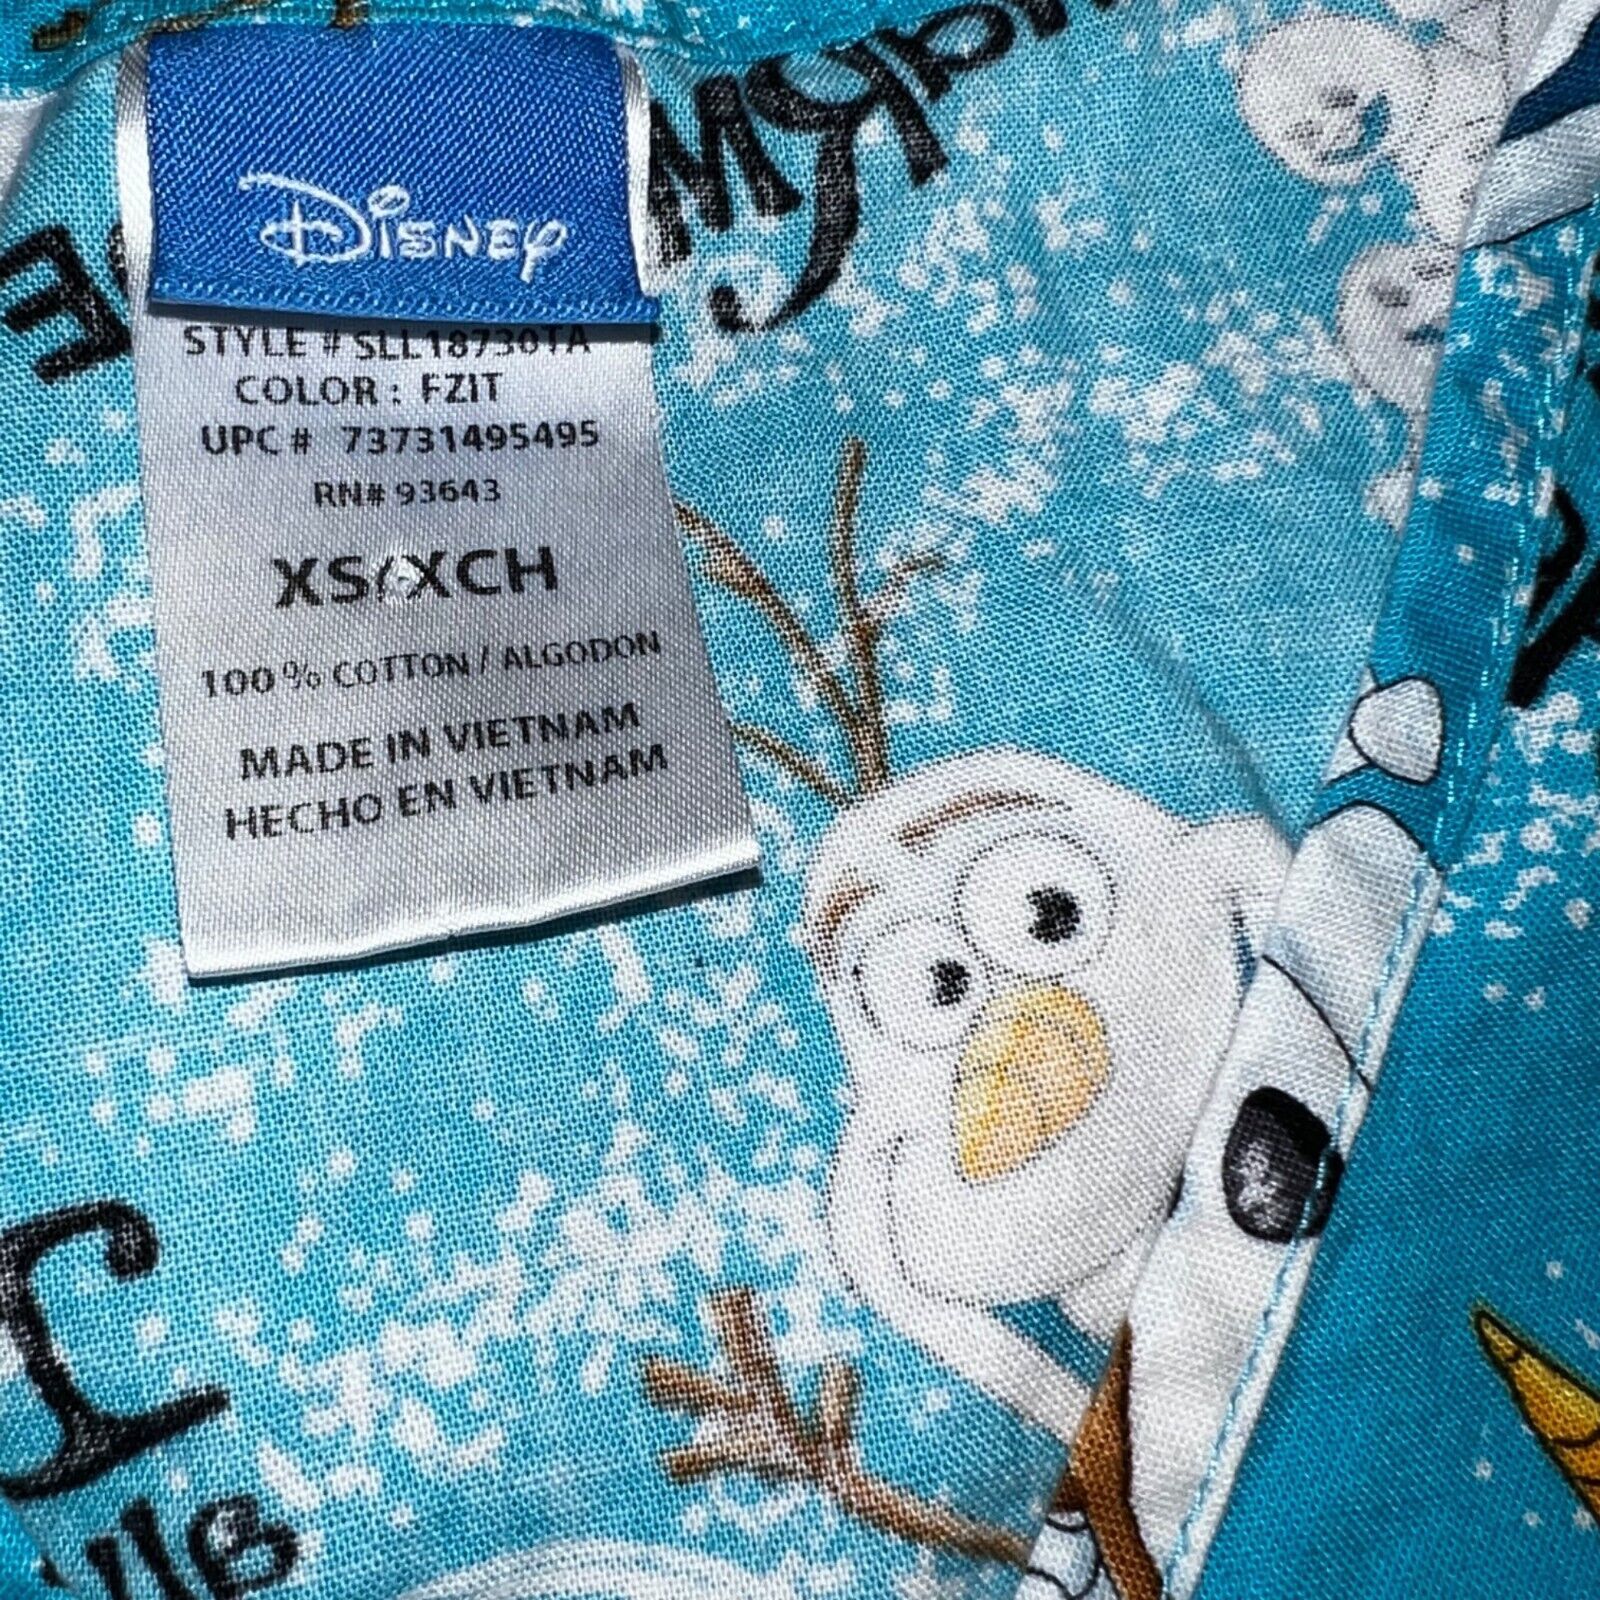 Disney
STYLE # SLL18730TA
COLOR : FZIT
UPC # 73731495495
RN# 93643
XS/XCH
100% COTTON / ALGODON
MADE IN VIETNAM
HECHO EN VIETNAM